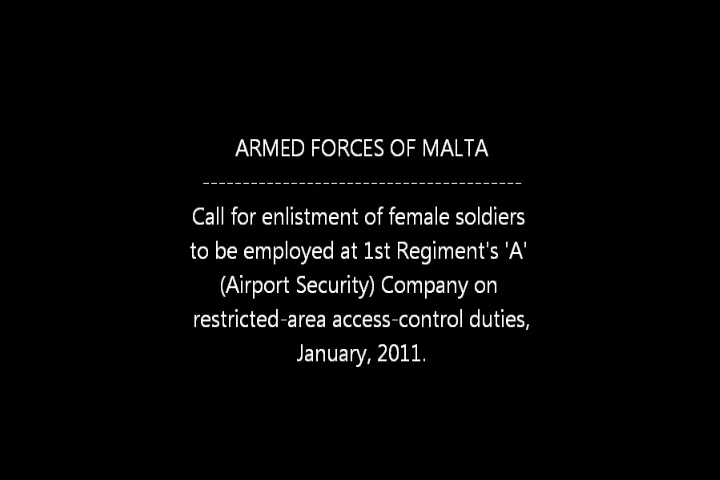 ARMED FORCES OF MALTA
----------------------------------------
Call for enlistment of female soldiers
to be employed at 1st Regiment's 'A'
(Airport Security) Company on
restricted-area access-control duties,
January, 2011.